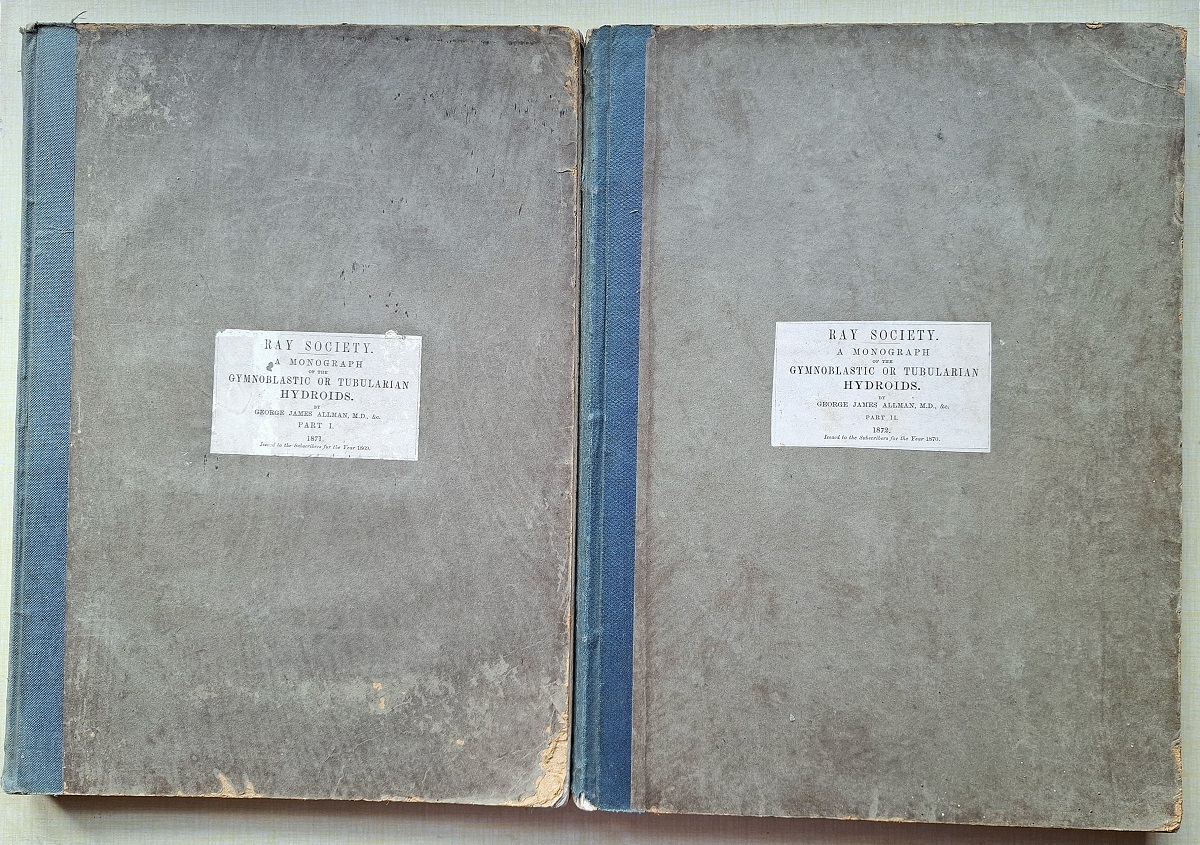 RAY SOCIETY.
A MONOGRAPH
OF THE
GYMNOBLASTIC OR TUBULARIAN
HYDROIDS.
BY
GEORGE JAMES ALLMAN, M.D., &c.
PART I.
1871.
Issued to the Subscribers for the Year 1869.
RAY SOCIETY.
A MONOGRAPH
OF THE
GYMNOBLASTIC OR TUBULARIAN
HYDROIDS.
BY
GEORGE JAMES ALLMAN, M.D., &c.
PART II.
1872.
Issued to the Subscribers for the Year 1870.